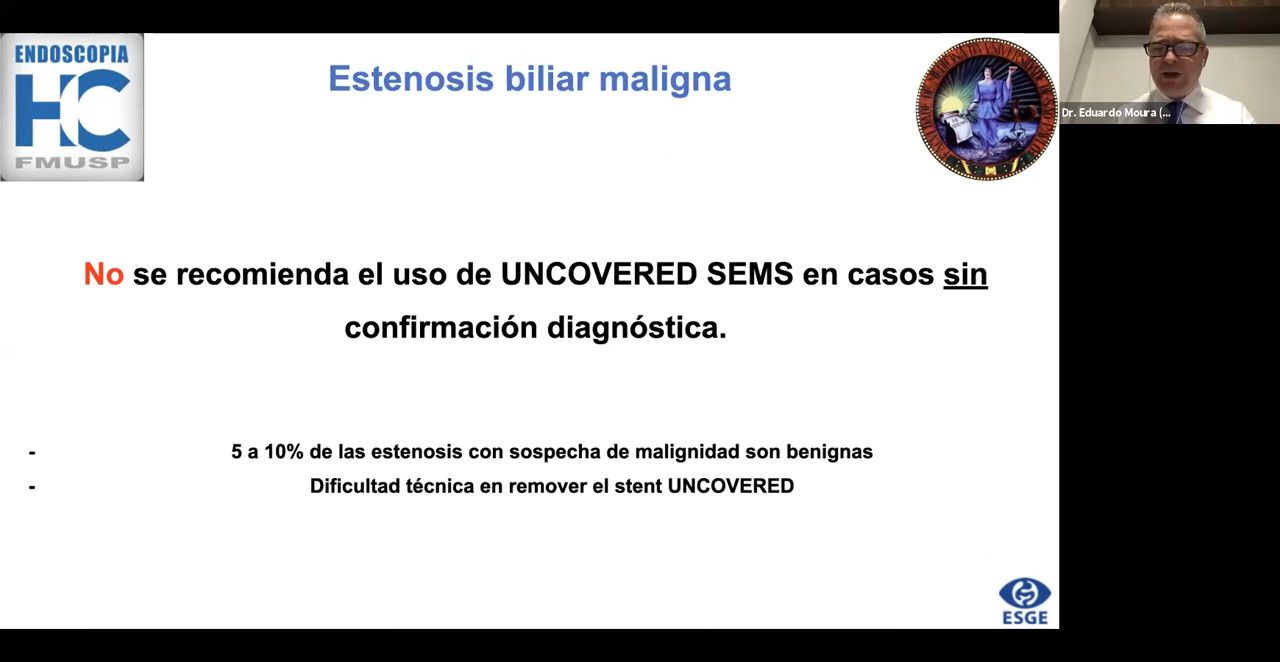 ENDOSCOPIA
HC
FMUSP
Estenosis biliar maligna
Dr. Eduardo Moura (...
No se recomienda el uso de UNCOVERED SEMS en casos sin
confirmación diagnóstica.
- 5 a 10% de las estenosis con sospecha de malignidad son benignas
- Dificultad técnica en remover el stent UNCOVERED
ESGE